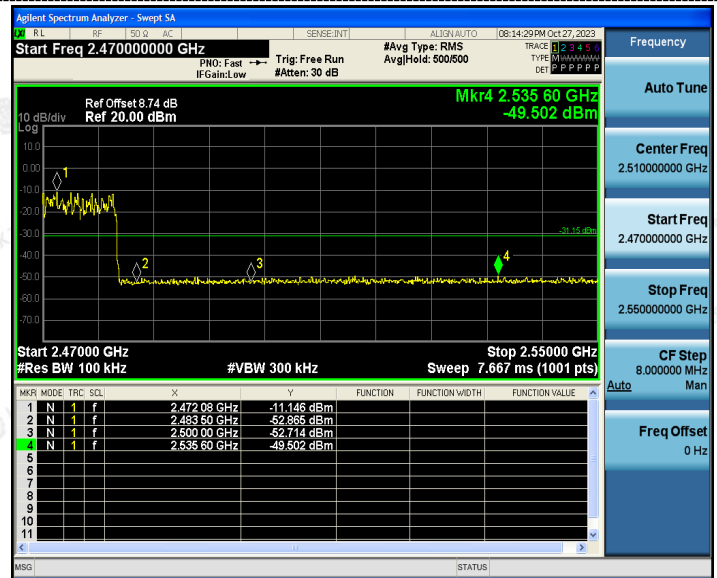 Agilent Spectrum Analyzer - Swept SA
LXI RL RF 50 Ω AC SENSE:INT ALIGN AUTO 08:14:29 PM Oct 27, 2023
Start Freq 2.470000000 GHz
PNO: Fast
IFGain:Low
Trig: Free Run
#Atten: 30 dB
#Avg Type: RMS
Avg|Hold: 500/500
TRACE 1 2 3 4 5 6
TYPE M
DET P P P P P P
Ref Offset 8.74 dB
10 dB/div Ref 20.00 dBm
Log
Mkr4 2.535 60 GHz
-49.502 dBm
10.0
0.00
-10.0
-20.0
-30.0
-40.0
-50.0
-60.0
-70.0
1
2
3
4
-31.15 dBm
Start 2.47000 GHz Stop 2.55000 GHz
#Res BW 100 kHz #VBW 300 kHz Sweep 7.667 ms (1001 pts)
MKR MODE TRC SCL X Y FUNCTION FUNCTION WIDTH FUNCTION VALUE
1 N 1 f 2.472 08 GHz -11.146 dBm
2 N 1 f 2.483 50 GHz -52.865 dBm
3 N 1 f 2.500 00 GHz -52.714 dBm
4 N 1 f 2.535 60 GHz -49.502 dBm
5
6
7
8
9
10
11
MSG STATUS
Frequency
Auto Tune
Center Freq
2.510000000 GHz
Start Freq
2.470000000 GHz
Stop Freq
2.550000000 GHz
CF Step
8.000000 MHz
Auto Man
Freq Offset
0 Hz